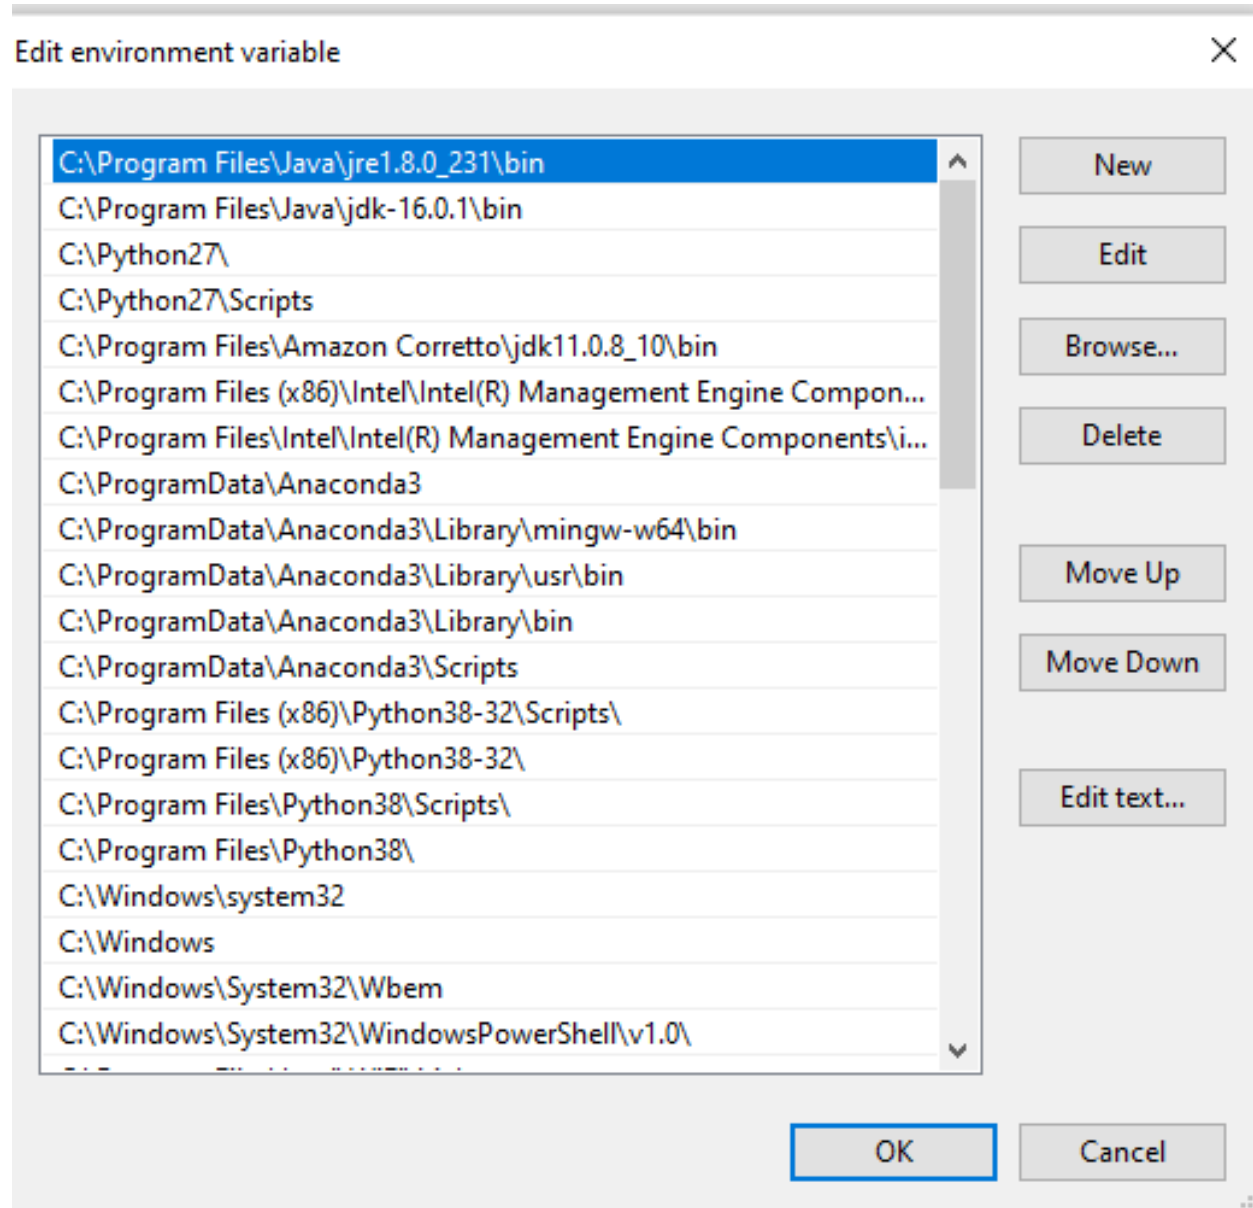 Edit environment variable
C:\Program Files\Java\jre1.8.0_231\bin
C:\Program Files\Java\jdk-16.0.1\bin
C:\Python27\
C:\Python27\Scripts
C:\Program Files\Amazon Corretto\jdk11.0.8_10\bin
C:\Program Files (x86)\Intel\Intel(R) Management Engine Compon...
C:\Program Files\Intel\Intel(R) Management Engine Components\i...
C:\ProgramData\Anaconda3
C:\ProgramData\Anaconda3\Library\mingw-w64\bin
C:\ProgramData\Anaconda3\Library\usr\bin
C:\ProgramData\Anaconda3\Library\bin
C:\ProgramData\Anaconda3\Scripts
C:\Program Files (x86)\Python38-32\Scripts\
C:\Program Files (x86)\Python38-32\
C:\Program Files\Python38\Scripts\
C:\Program Files\Python38\
C:\Windows\system32
C:\Windows
C:\Windows\System32\Wbem
C:\Windows\System32\WindowsPowerShell\v1.0\
New
Edit
Browse...
Delete
Move Up
Move Down
Edit text...
OK
Cancel